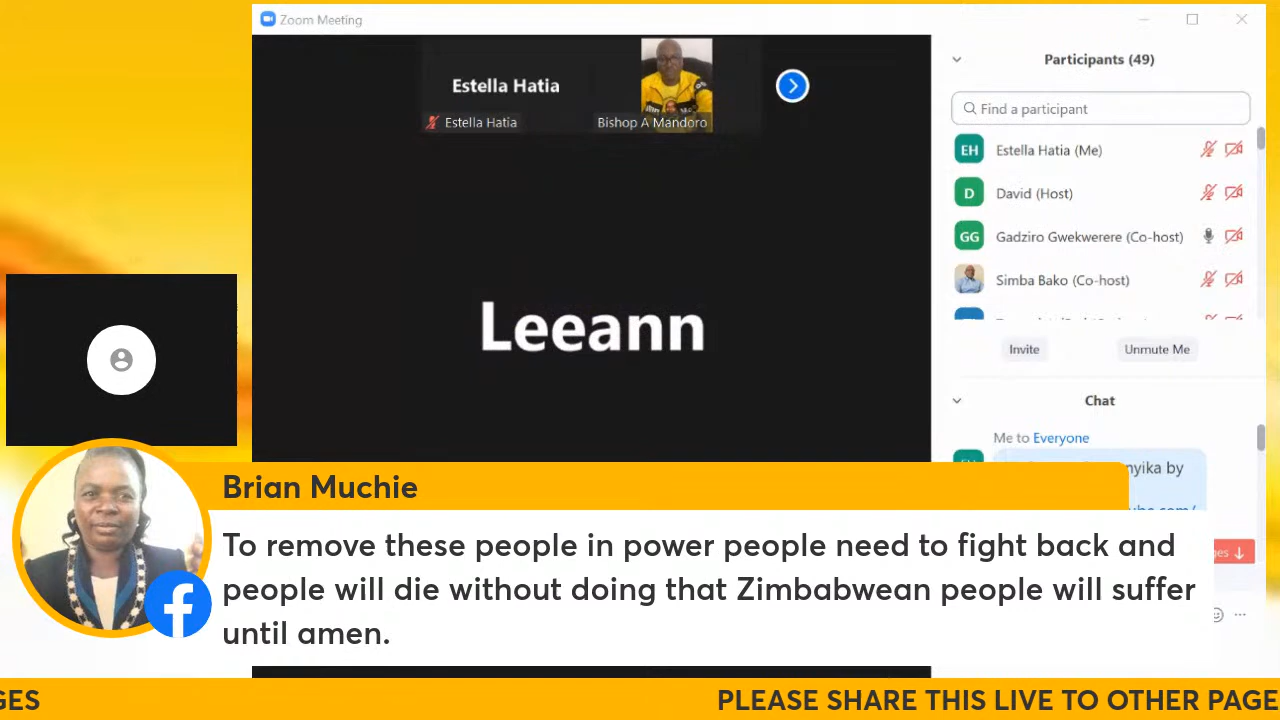 Zoom Meeting
Estella Hatia
Estella Hatia
Bishop A Mandoro
Leeann
Participants (49)
Find a participant
EH Estella Hatia (Me)
D David (Host)
GG Gadziro Gwekwerere (Co-host)
Simba Bako (Co-host)
Invite
Unmute Me
Chat
Me to Everyone
nyika by
Brian Muchie
To remove these people in power people need to fight back and
people will die without doing that Zimbabwean people will suffer
until amen.
GES
PLEASE SHARE THIS LIVE TO OTHER PAGE